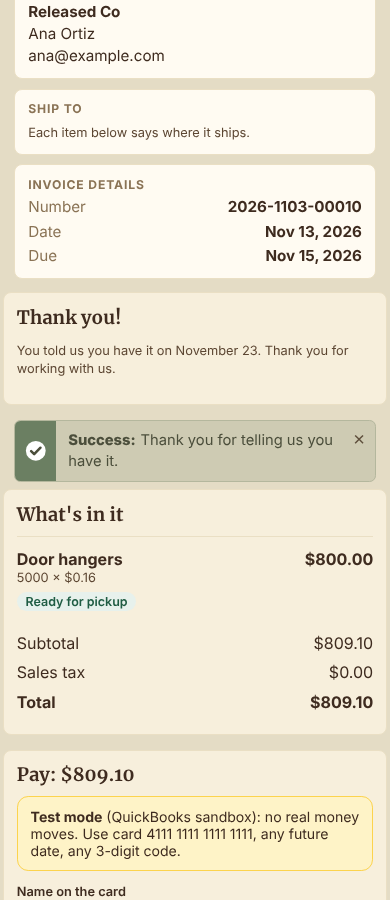 Released Co
Ana Ortiz
ana@example.com
SHIP TO
Each item below says where it ships.
INVOICE DETAILS
Number 2026-1103-00010
Date Nov 13, 2026
Due Nov 15, 2026
Thank you!
You told us you have it on November 23. Thank you for
working with us.
Success: Thank you for telling us you
have it.
What's in it
Door hangers $800.00
5000 × $0.16
Ready for pickup
Subtotal $809.10
Sales tax $0.00
Total $809.10
Pay: $809.10
Test mode (QuickBooks sandbox): no real money
moves. Use card 4111 1111 1111 1111, any future
date, any 3-digit code.
Name on the card